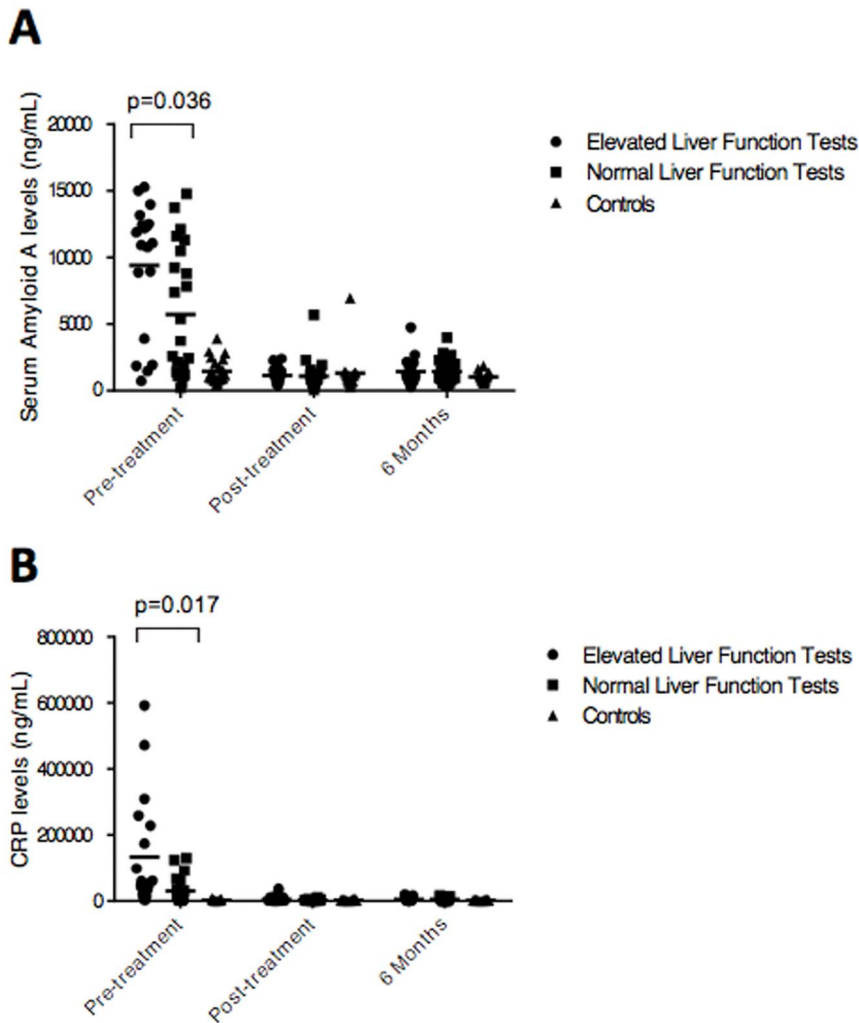 A
p=0.036
Serum Amyloid A levels (ng/mL)
20000
15000
10000
5000
0
Elevated Liver Function Tests
Normal Liver Function Tests
Controls
Pre-treatment
Post-treatment
6 Months
B
p=0.017
CRP levels (ng/mL)
800000
600000
400000
200000
0
Elevated Liver Function Tests
Normal Liver Function Tests
Controls
Pre-treatment
Post-treatment
6 Months